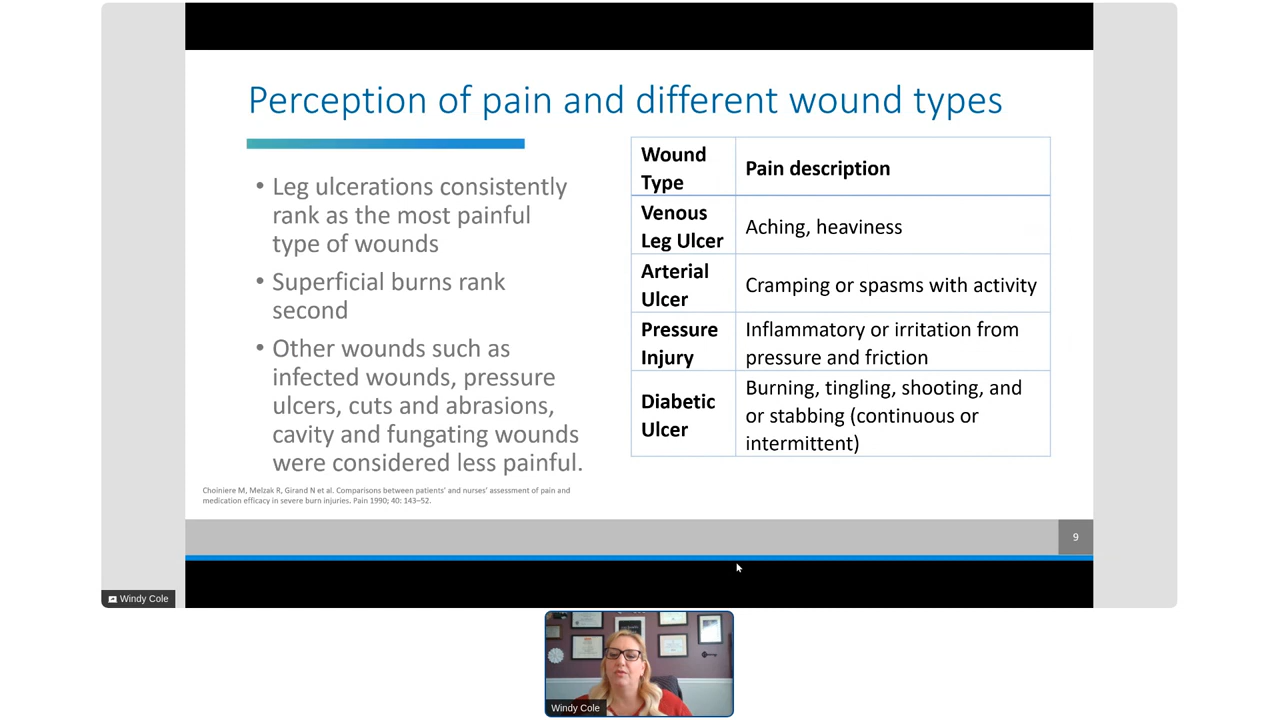 Perception of pain and different wound types
• Leg ulcerations consistently
rank as the most painful
type of wounds
• Superficial burns rank
second
• Other wounds such as
infected wounds, pressure
ulcers, cuts and abrasions,
cavity and fungating wounds
were considered less painful.
Wound
Type
Pain description
Venous
Leg Ulcer
Aching, heaviness
Arterial
Ulcer
Cramping or spasms with activity
Pressure
Injury
Inflammatory or irritation from
pressure and friction
Diabetic
Ulcer
Burning, tingling, shooting, and
or stabbing (continuous or
intermittent)
Choiniere M, Melzak R, Girand N et al. Comparisons between patients' and nurses' assessment of pain and
medication efficacy in severe burn injuries. Pain 1990; 40: 143–52.
9
Windy Cole
Windy Cole